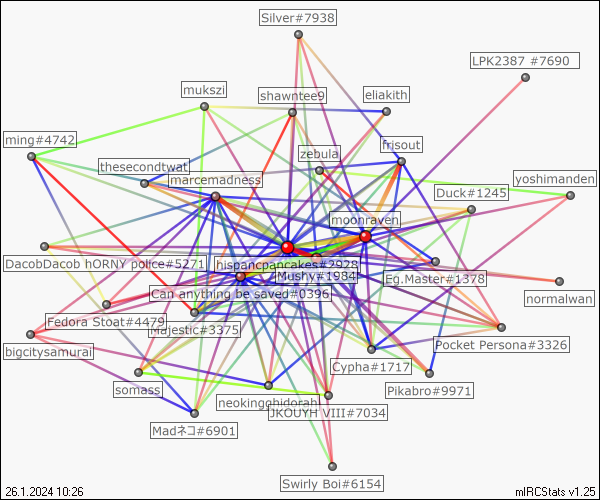 Silver#7938
LPK2387 #7690
mukszi
shawntee9
eliakith
ming#4742
zebula
frisout
thesecondtwat
marcemadness
yoshimanden
Duck#1245
moonraven
Dacobdacob hORNY police#5271
hispancpancakes#2928
Mushy#1984
Eg.Master#1378
Can anything be saved#0396
normalwan
Fedora Stoat#4479
Majestic#3375
bigcitysamurai
Pocket Persona#3326
Cypha#1717
somass
neokingghidorah
Pikabro#9971
JKOUYH VIII#7034
Madネコ#6901
Swirly Boi#6154
26.1.2024 10:26
mIRCStats v1.25